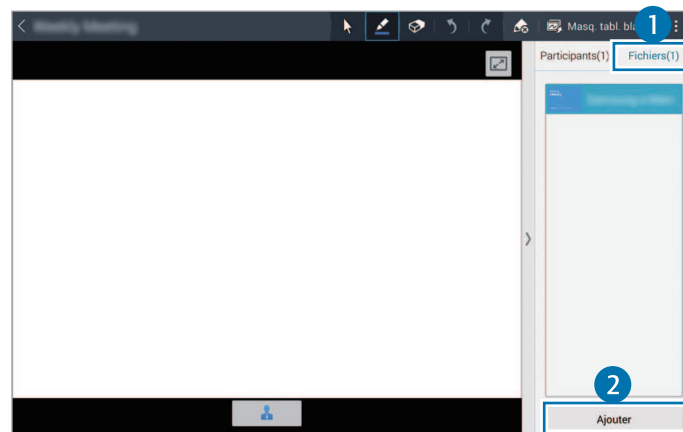 Masq. tabl. bla
1
Participants(1)
Fichiers(1)
2
Ajouter